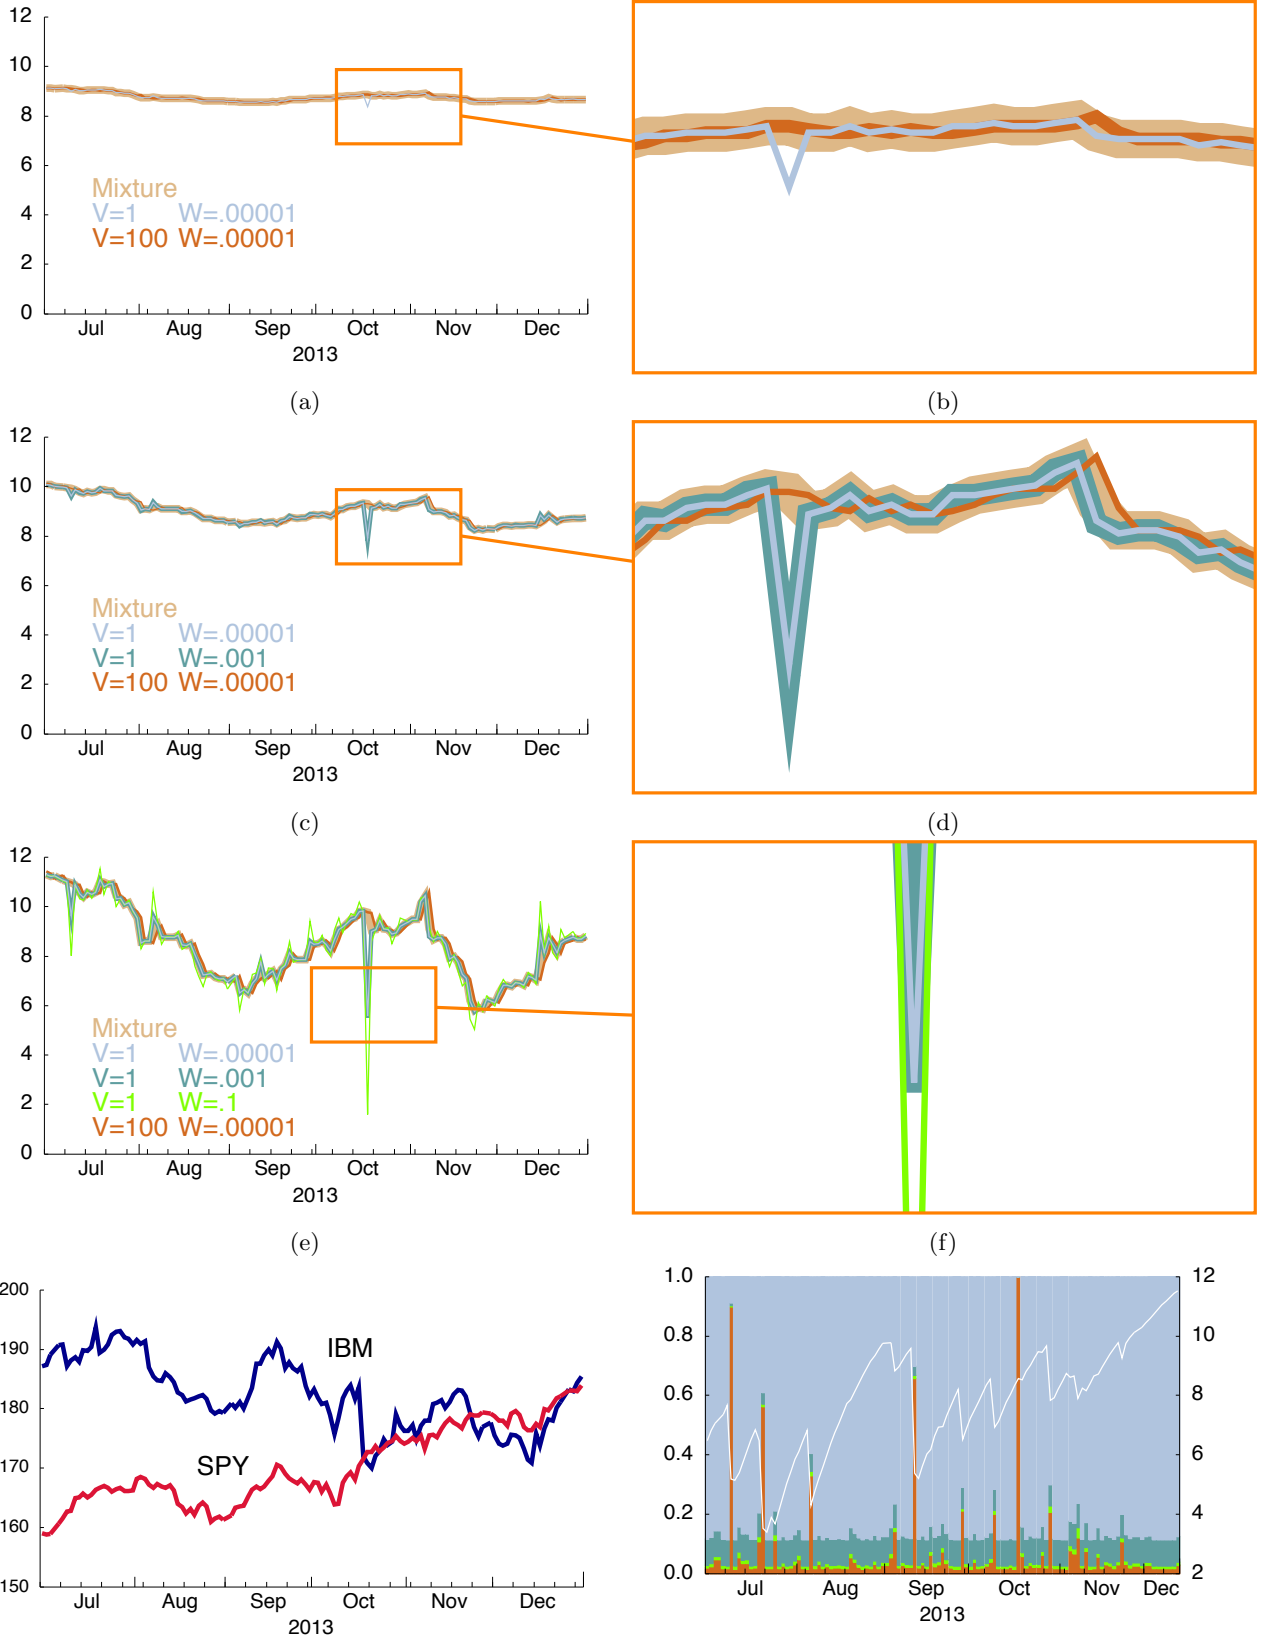 12
10
8
6
4
2
0
Mixture
V=1 W=.00001
V=100 W=.00001
Jul Aug Sep Oct Nov Dec
2013
(a) (b)
12
10
8
6
4
2
0
Mixture
V=1 W=.00001
V=1 W=.001
V=100 W=.00001
Jul Aug Sep Oct Nov Dec
2013
(c) (d)
12
10
8
6
4
2
0
Mixture
V=1 W=.00001
V=1 W=.001
V=1 W=.1
V=100 W=.00001
Jul Aug Sep Oct Nov Dec
2013
(e) (f)
200
190
180
170
160
150
IBM
SPY
Jul Aug Sep Oct Nov Dec
2013
1.0 12
0.8 10
0.6 8
0.4 6
0.2 4
0.0 2
Jul Aug Sep Oct Nov Dec
2013